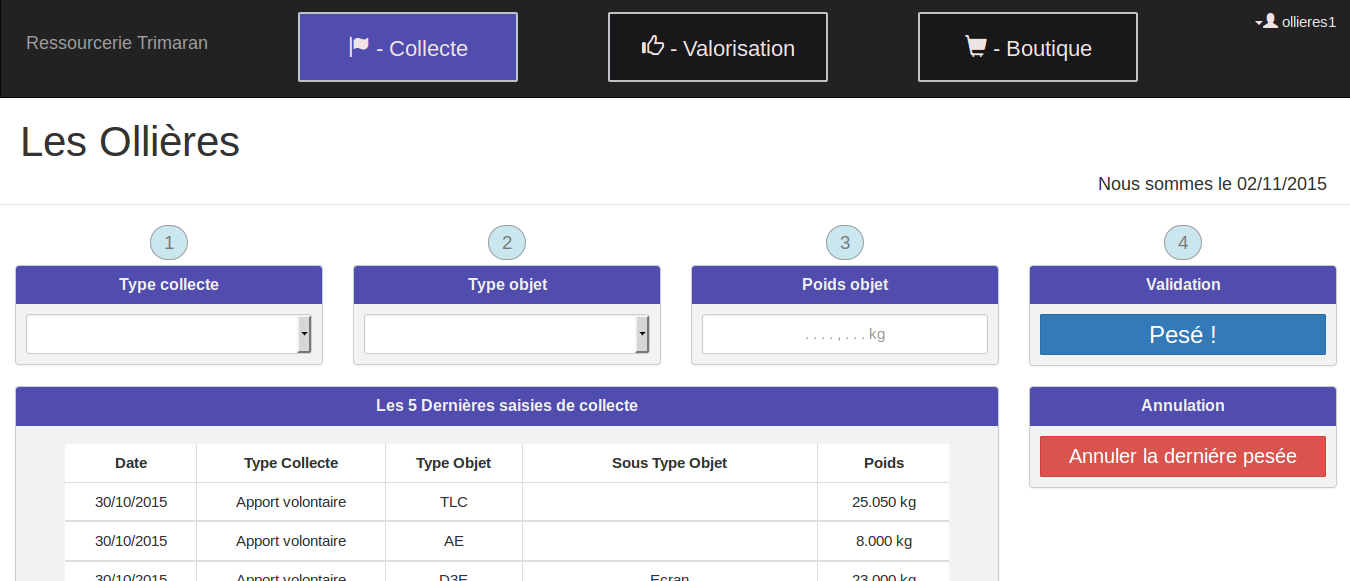 Ressourcerie Trimaran
- Collecte
- Valorisation
- Boutique
ollieres1
Les Ollières
Nous sommes le 02/11/2015
1
2
3
4
Type collecte
Type objet
Poids objet
Validation
. . . . , . . . kg
Pesé !
Les 5 Dernières saisies de collecte
Annulation
Annuler la derniére pesée
Date Type Collecte Type Objet Sous Type Objet Poids
30/10/2015 Apport volontaire TLC 25.050 kg
30/10/2015 Apport volontaire AE 8.000 kg
30/10/2015 Apport volontaire D3E Ecran 23.000 kg